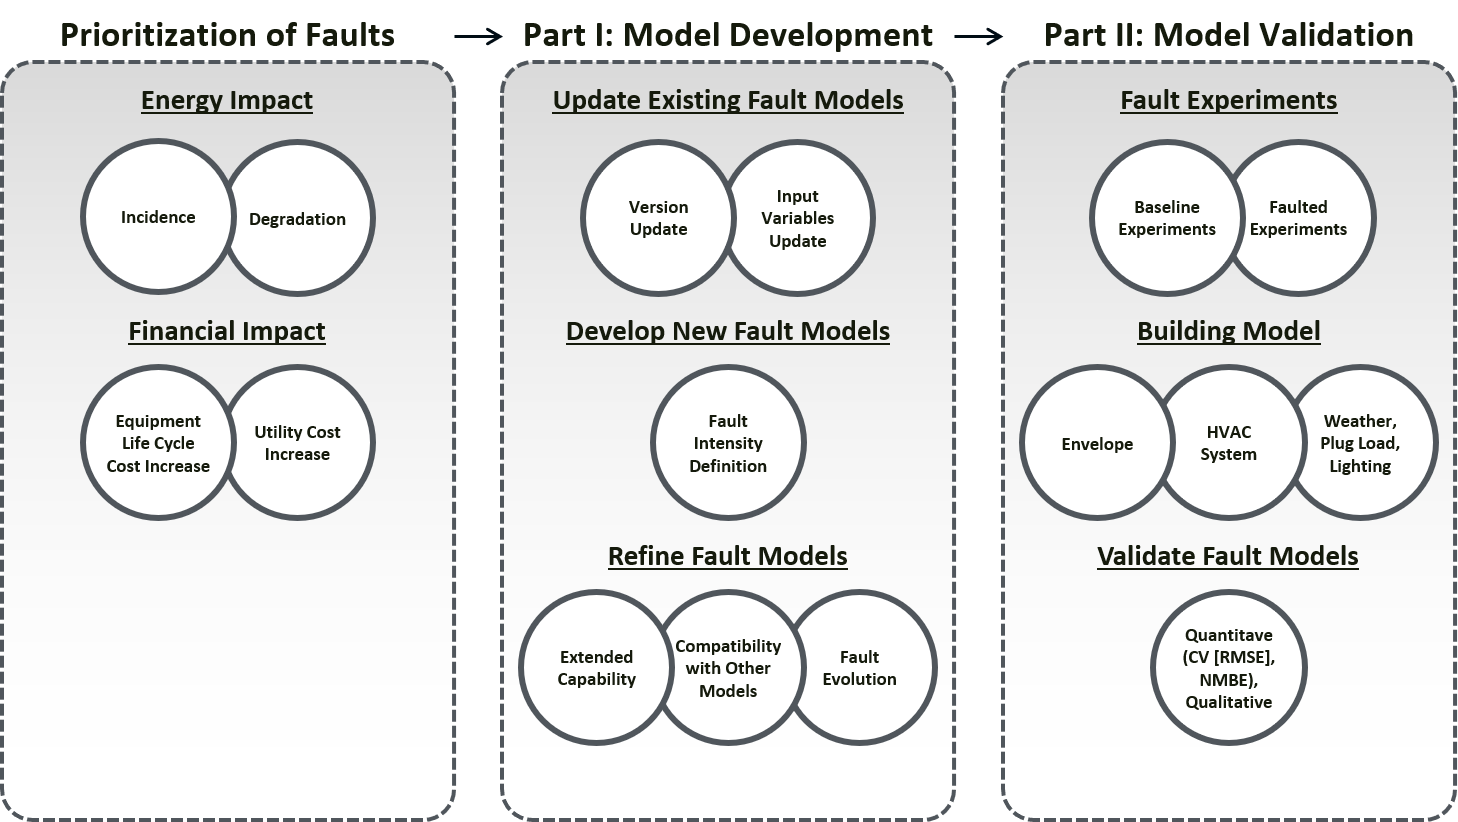 Prioritization of Faults
Energy Impact
Incidence
Degradation
Financial Impact
Equipment
Life Cycle
Cost Increase
Utility Cost
Increase
Part I: Model Development
Update Existing Fault Models
Version
Update
Input
Variables
Update
Develop New Fault Models
Fault
Intensity
Definition
Refine Fault Models
Extended
Capability
Compatibility
with Other
Models
Fault
Evolution
Part II: Model Validation
Fault Experiments
Baseline
Experiments
Faulted
Experiments
Building Model
Envelope
HVAC
System
Weather,
Plug Load,
Lighting
Validate Fault Models
Quantitave
(CV [RMSE],
NMBE),
Qualitative